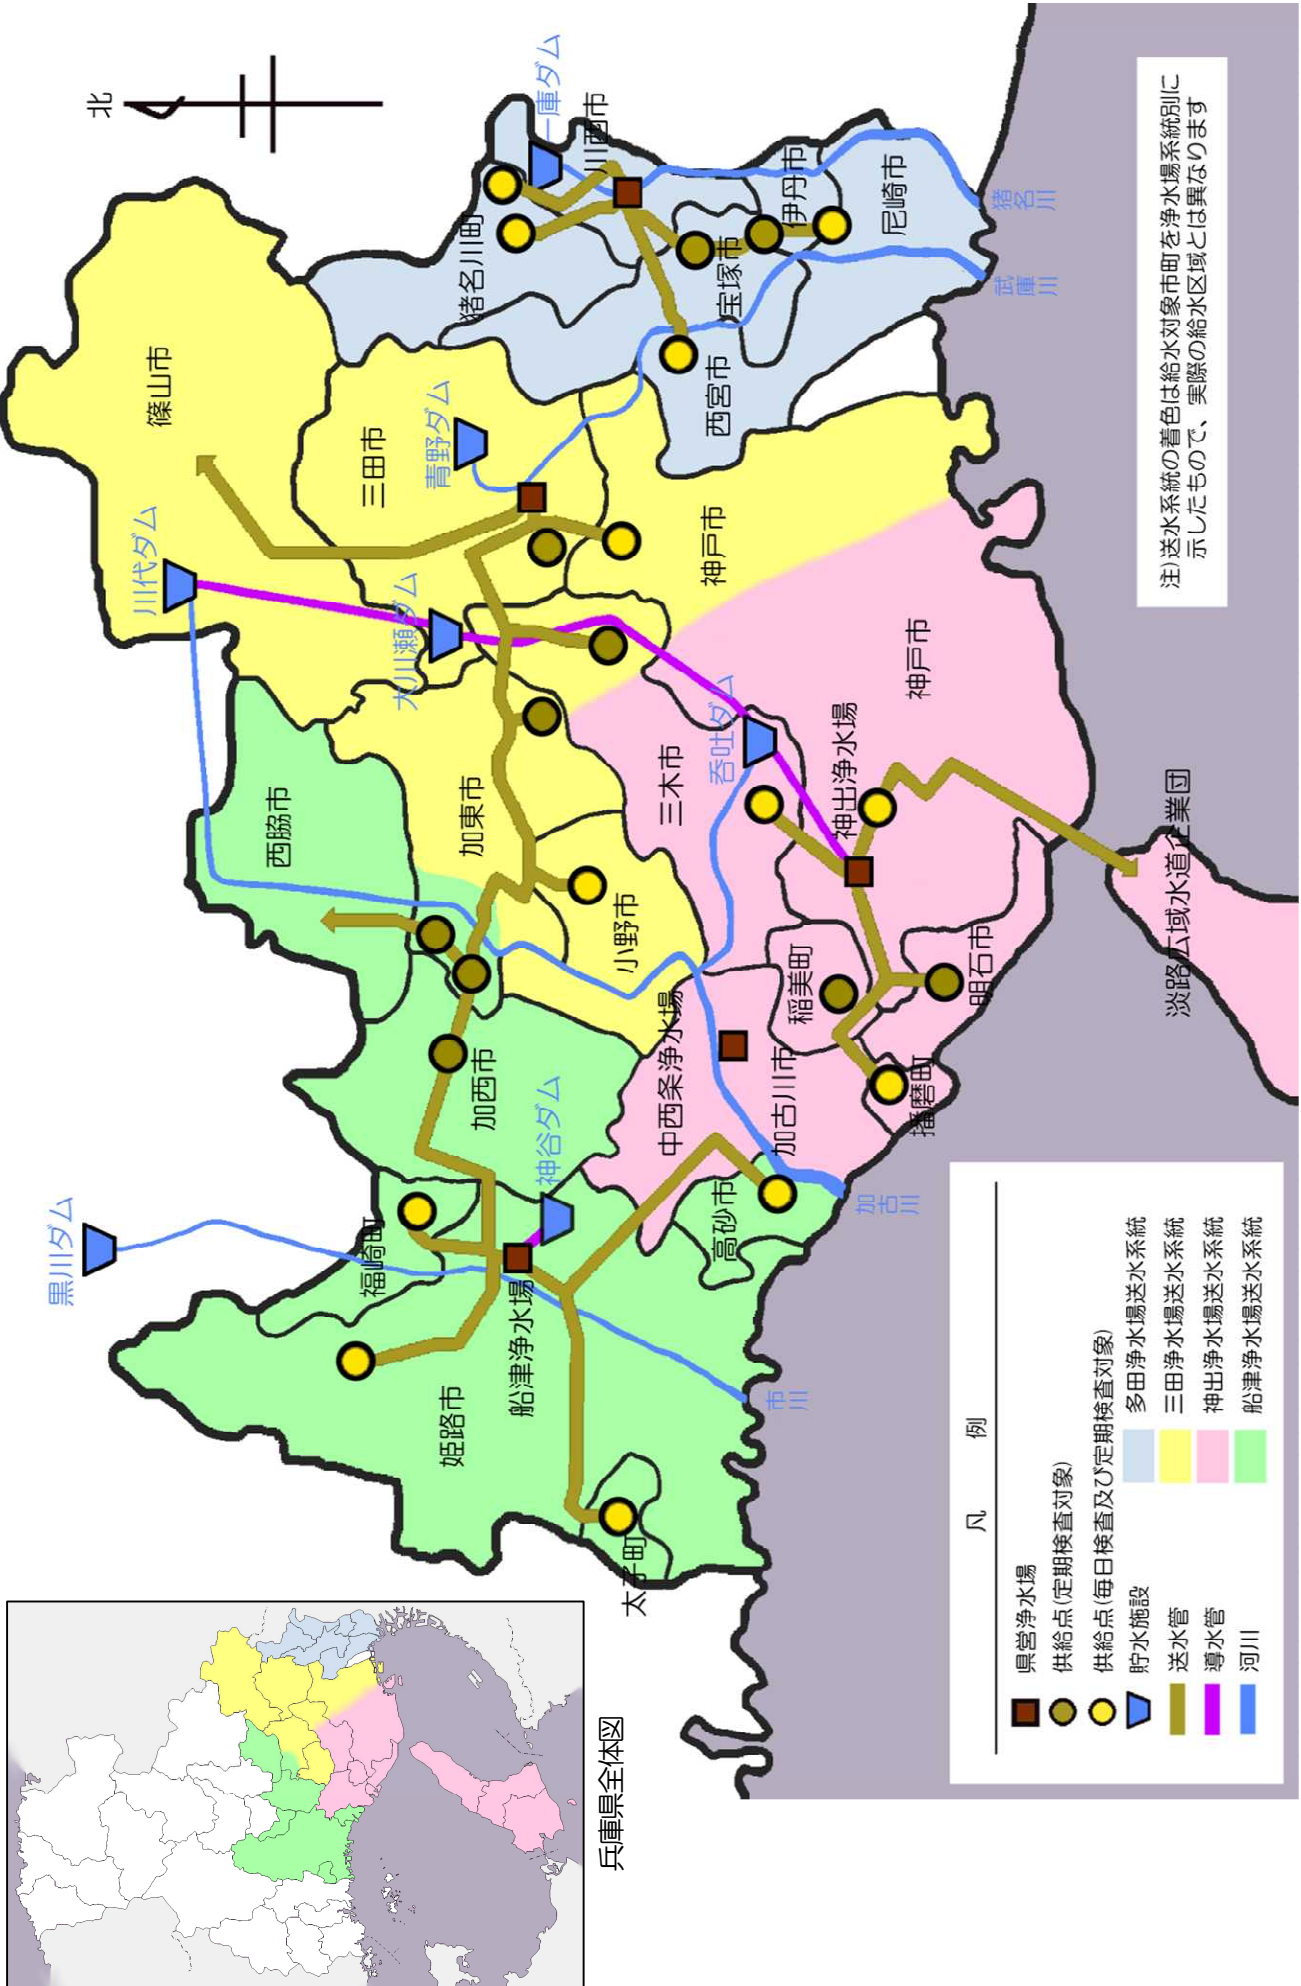 北
兵庫県全体図
黒川ダム
福崎町
姫路市
船津浄水場
神谷ダム
太子町
高砂市
市川
加西市
西脇市
加東市
小野市
中西条浄水場
加古川市
加古川
播磨町
稲美町
明石市
三木市
呑吐ダム
神出浄水場
神戸市
神戸市
淡路広域水道企業団
川代ダム
大川瀬ダム
篠山市
三田市
青野ダム
猪名川町
一庫ダム
川西市
宝塚市
伊丹市
尼崎市
西宮市
武庫川
猪名川
凡 例
県営浄水場
供給点(定期検査対象)
供給点(毎日検査及び定期検査対象)
貯水施設
送水管
導水管
河川
多田浄水場送水系統
三田浄水場送水系統
神出浄水場送水系統
船津浄水場送水系統
注)送水系統の着色は給水対象市町を浄水場系統別に
示したもので、実際の給水区域とは異なります